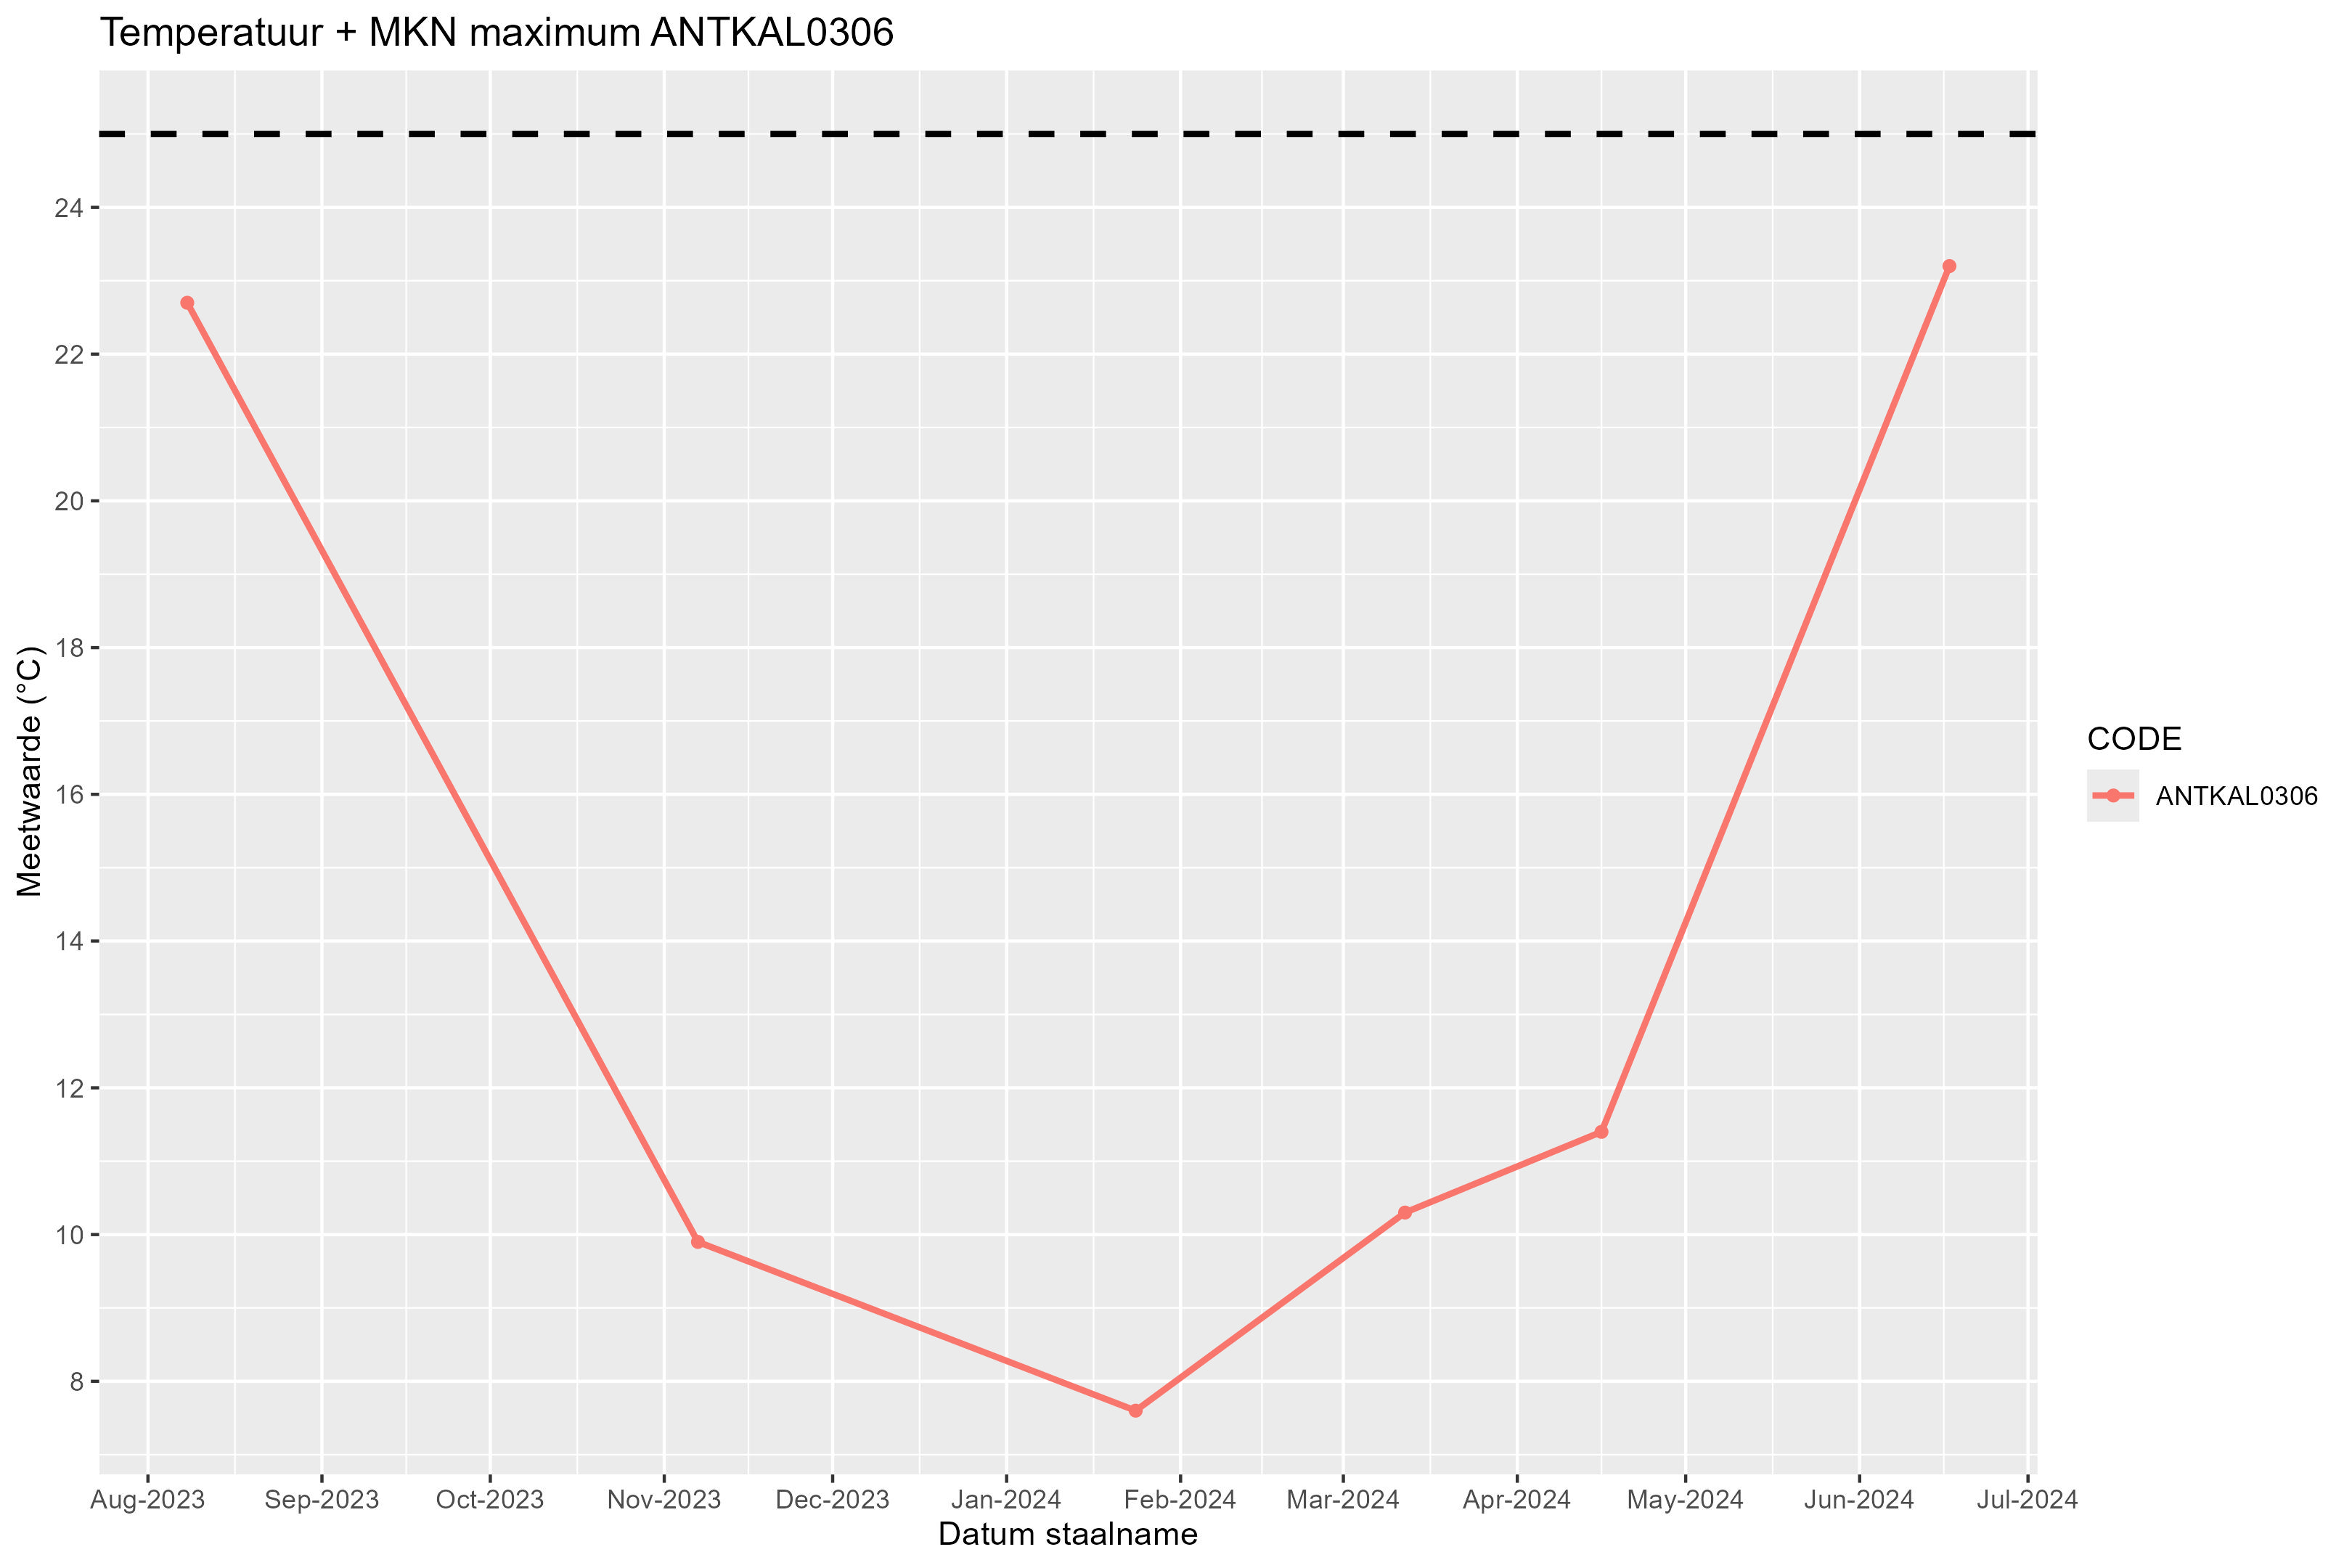 Temperatuur + MKN maximum ANTKAL0306
Meetwaarde (°C)
24
22
20
18
16
14
12
10
8
Aug-2023 Sep-2023 Oct-2023 Nov-2023 Dec-2023 Jan-2024 Feb-2024 Mar-2024 Apr-2024 May-2024 Jun-2024 Jul-2024
Datum staalname
CODE
ANTKAL0306